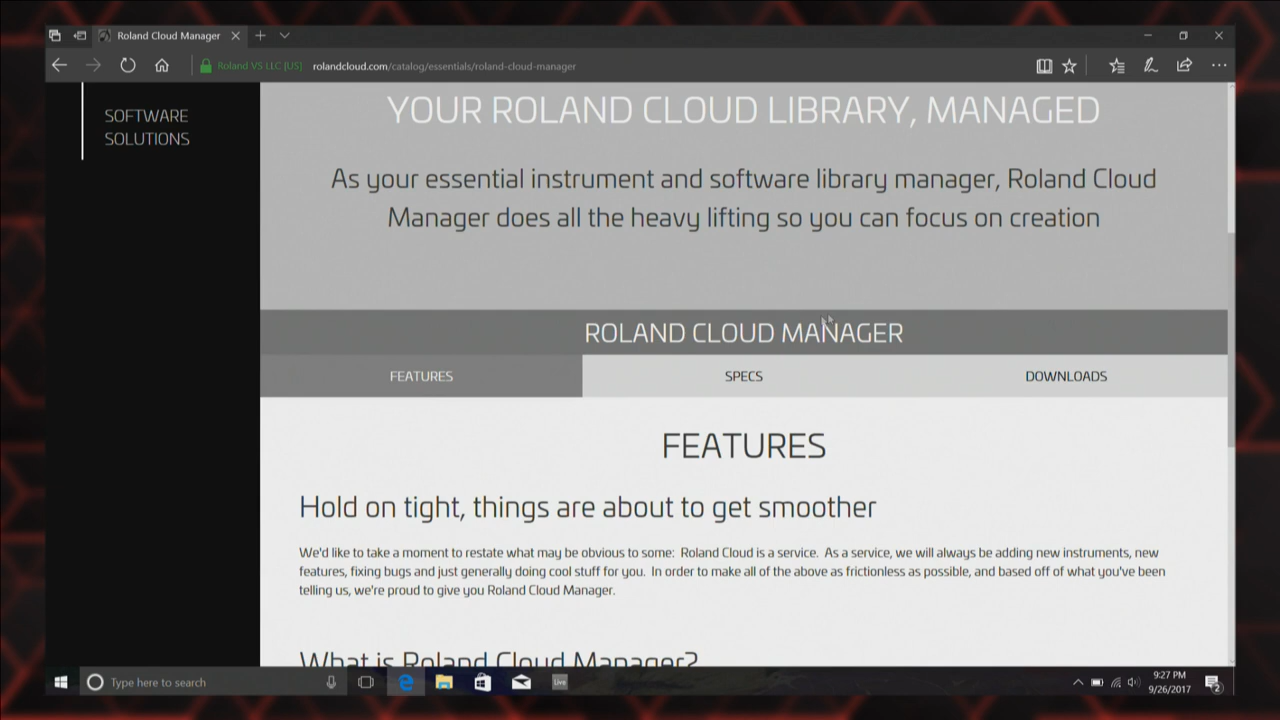 Roland Cloud Manager
Roland VS LLC [US]
rolandcloud.com/catalog/essentials/roland-cloud-manager
SOFTWARE
SOLUTIONS
YOUR ROLAND CLOUD LIBRARY, MANAGED
As your essential instrument and software library manager, Roland Cloud
Manager does all the heavy lifting so you can focus on creation
ROLAND CLOUD MANAGER
FEATURES
SPECS
DOWNLOADS
FEATURES
Hold on tight, things are about to get smoother
We'd like to take a moment to restate what may be obvious to some: Roland Cloud is a service. As a service, we will always be adding new instruments, new
features, fixing bugs and just generally doing cool stuff for you. In order to make all of the above as frictionless as possible, and based off of what you've been
telling us, we're proud to give you Roland Cloud Manager.
What is Roland Cloud Manager?
Type here to search
Live
9:27 PM
9/26/2017
2